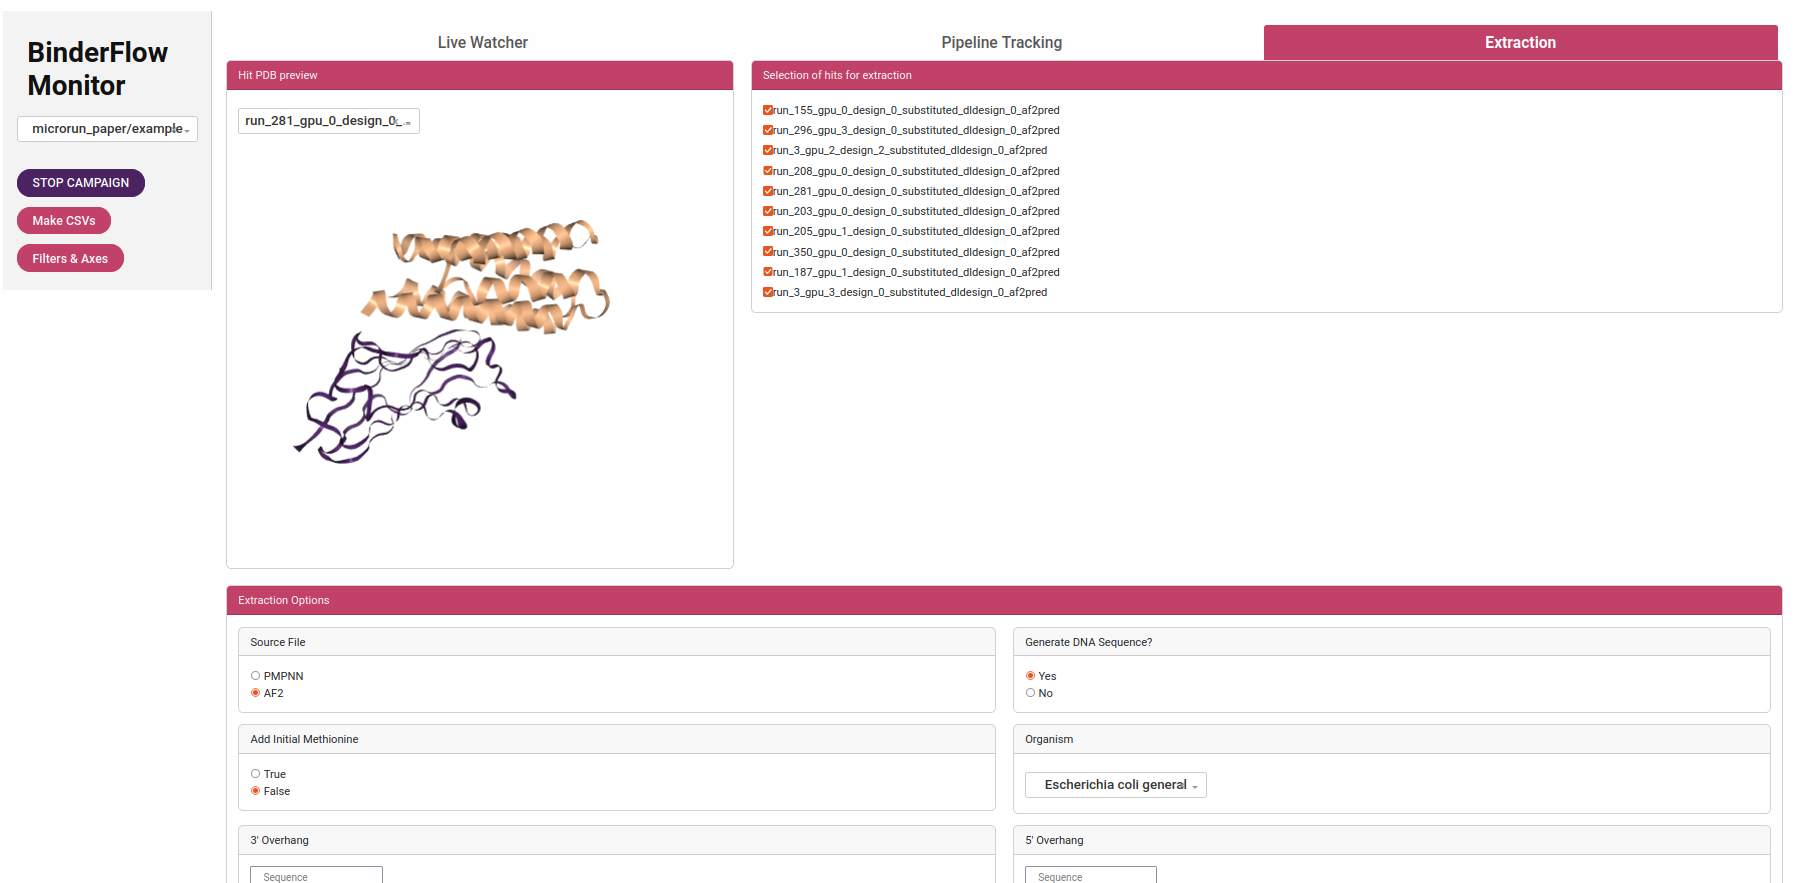 BinderFlow
Monitor
microrun_paper/example
STOP CAMPAIGN
Make CSVs
Filters & Axes
Live Watcher
Pipeline Tracking
Extraction
Hit PDB preview
run_281_gpu_0_design_0_...
Selection of hits for extraction
run_155_gpu_0_design_0_substituted_dldesign_0_af2pred
run_296_gpu_3_design_0_substituted_dldesign_0_af2pred
run_3_gpu_2_design_2_substituted_dldesign_0_af2pred
run_208_gpu_0_design_0_substituted_dldesign_0_af2pred
run_281_gpu_0_design_0_substituted_dldesign_0_af2pred
run_203_gpu_0_design_0_substituted_dldesign_0_af2pred
run_205_gpu_1_design_0_substituted_dldesign_0_af2pred
run_350_gpu_0_design_0_substituted_dldesign_0_af2pred
run_187_gpu_1_design_0_substituted_dldesign_0_af2pred
run_3_gpu_3_design_0_substituted_dldesign_0_af2pred
Extraction Options
Source File
PMPNN
AF2
Generate DNA Sequence?
Yes
No
Add Initial Methionine
True
False
Organism
Escherichia coli general
3' Overhang
Sequence
5' Overhang
Sequence